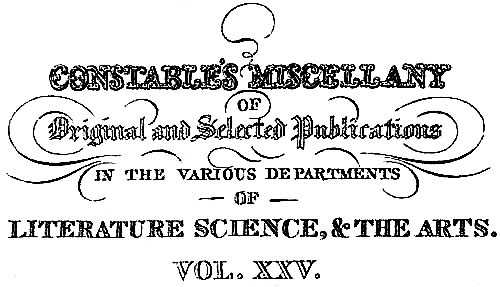 CONSTABLE'S MISCELLANY
OF
Original and Selected Publications
IN THE VARIOUS DEPARTMENTS
— OF —
LITERATURE SCIENCE, & THE ARTS.
VOL. XXV.